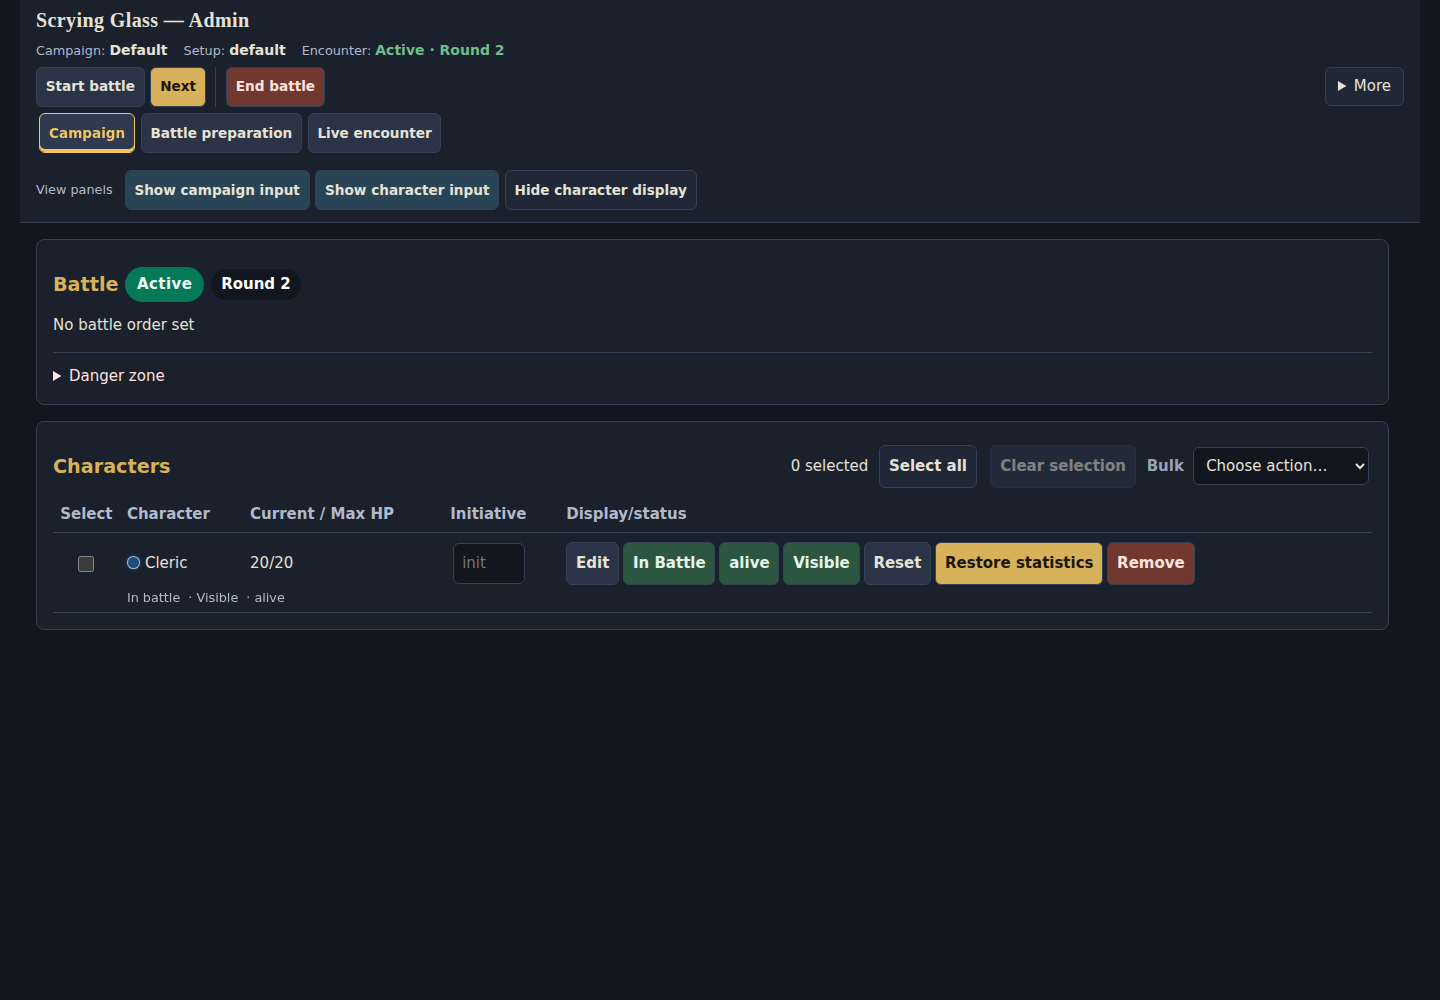 Scrying Glass — Admin
Campaign: Default Setup: default Encounter: Active · Round 2
Start battle Next End battle More
Campaign Battle preparation Live encounter
View panels Show campaign input Show character input Hide character display
Battle Active Round 2
No battle order set
Danger zone
Characters 0 selected Select all Clear selection Bulk Choose action…
Select Character Current / Max HP Initiative Display/status
Cleric 20/20 init Edit In Battle alive Visible Reset Restore statistics Remove
In battle · Visible · alive